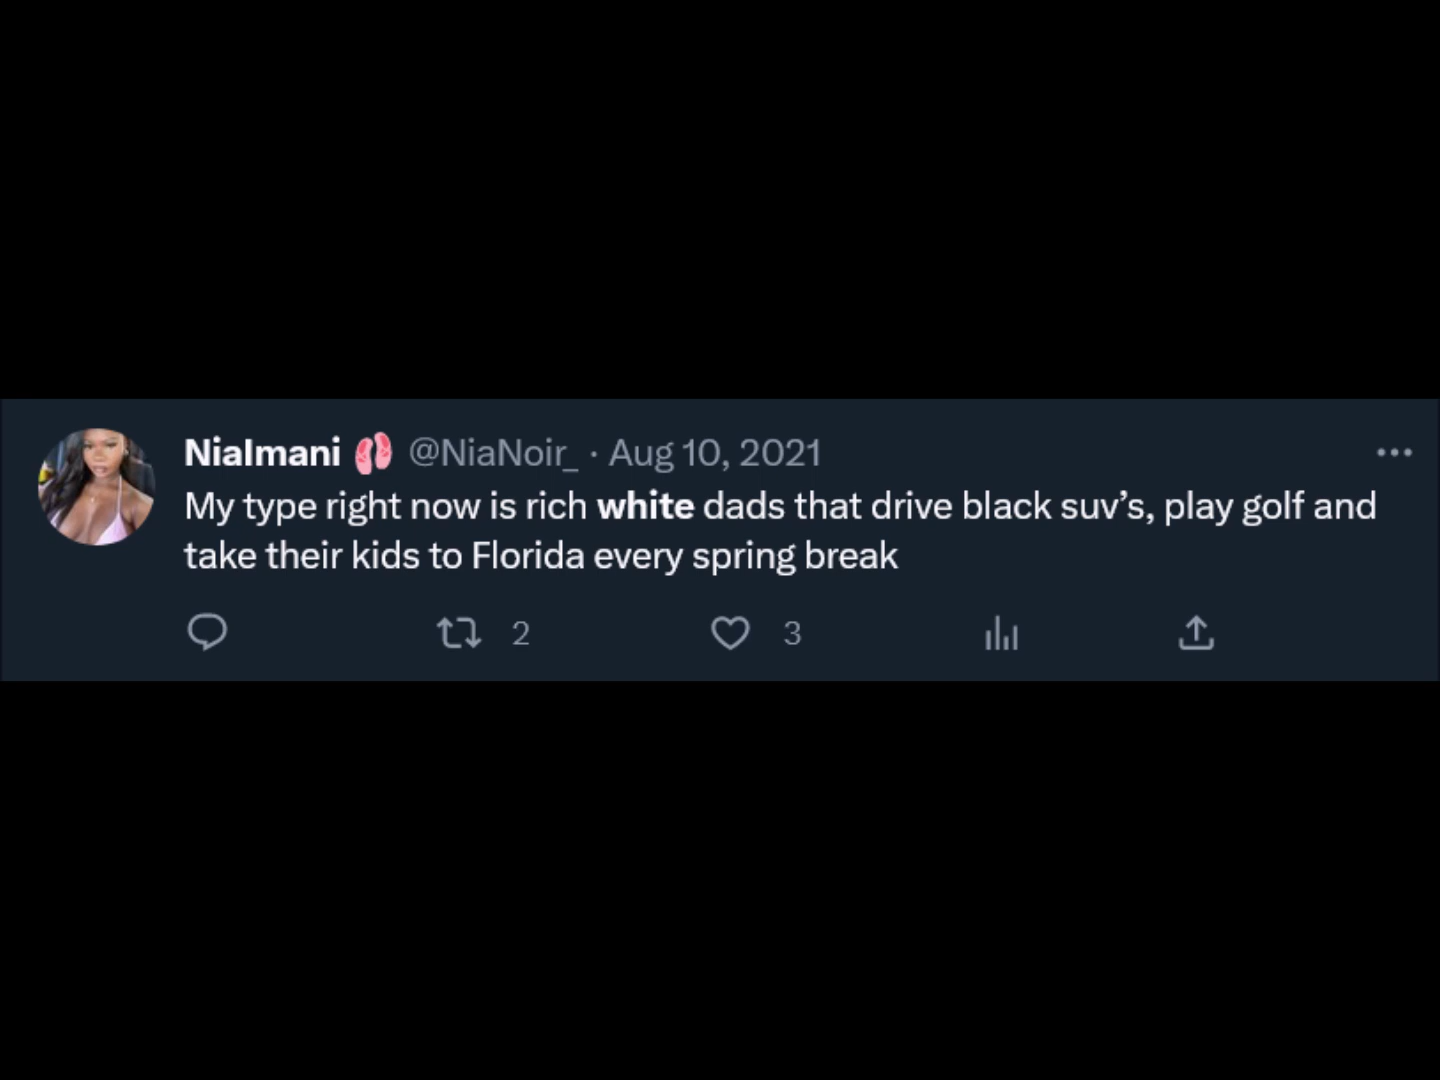 NiaImani 🩰 @NiaNoir_ · Aug 10, 2021
My type right now is rich white dads that drive black suv’s, play golf and
take their kids to Florida every spring break
2 3